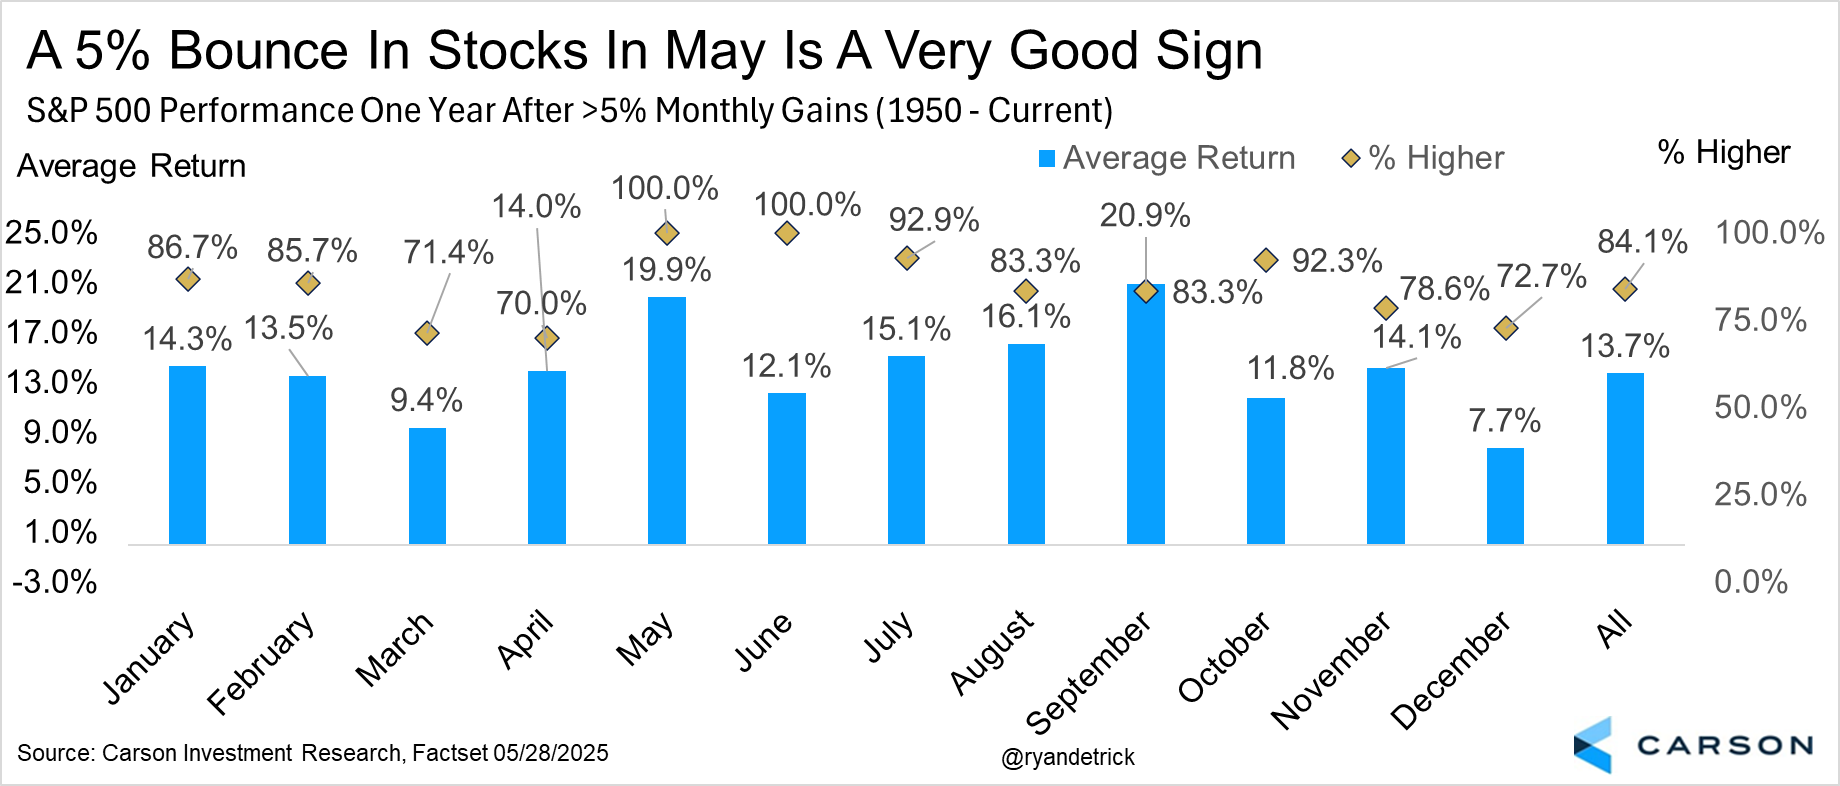 A 5% Bounce In Stocks In May Is A Very Good Sign
S&P 500 Performance One Year After >5% Monthly Gains (1950 - Current)
Average Return
Average Return
% Higher
% Higher
25.0%
21.0%
17.0%
13.0%
9.0%
5.0%
1.0%
-3.0%
86.7%
85.7%
71.4%
70.0%
100.0%
100.0%
92.9%
83.3%
83.3%
92.3%
78.6%
72.7%
84.1%
14.3%
13.5%
9.4%
14.0%
19.9%
12.1%
15.1%
16.1%
20.9%
11.8%
14.1%
7.7%
13.7%
100.0%
75.0%
50.0%
25.0%
0.0%
January
February
March
April
May
June
July
August
September
October
November
December
All
Source: Carson Investment Research, Factset 05/28/2025
@ryandetrick
CARSON